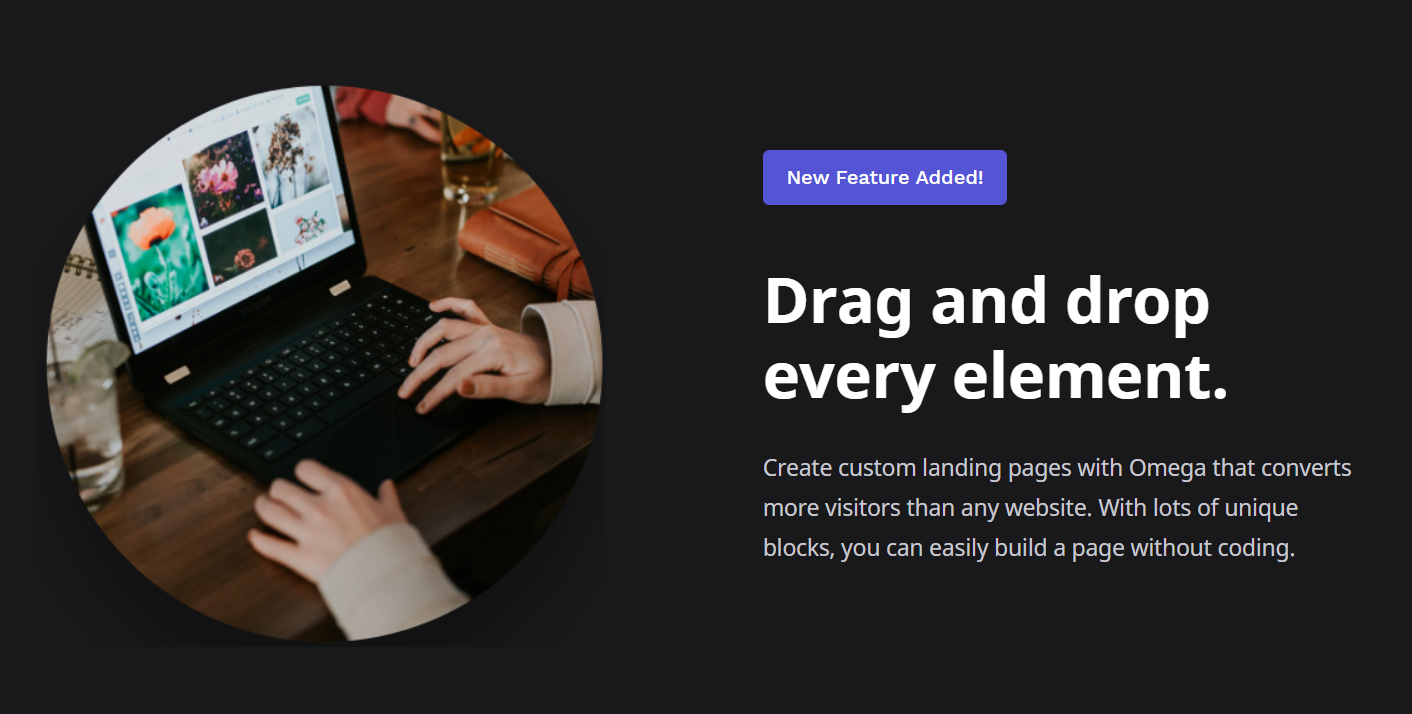 New Feature Added!
Drag and drop
every element.
Create custom landing pages with Omega that converts
more visitors than any website. With lots of unique
blocks, you can easily build a page without coding.